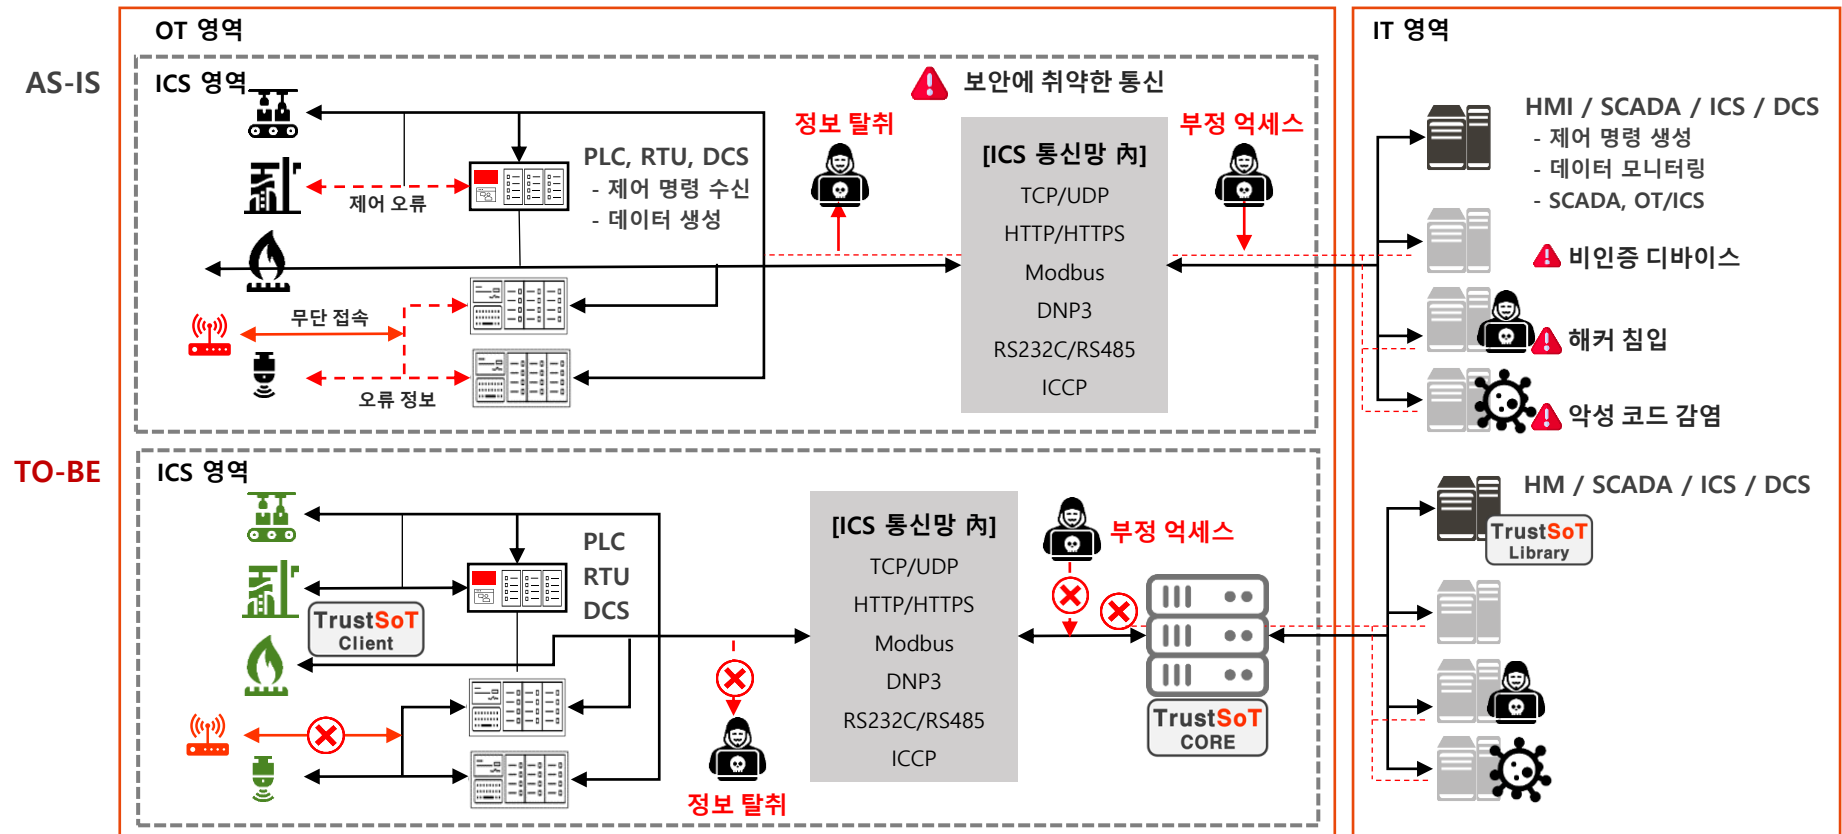 OT 영역
IT 영역
AS-IS
ICS 영역
보안에 취약한 통신
정보 탈취
부정 억세스
제어 오류
PLC, RTU, DCS
- 제어 명령 수신
- 데이터 생성
무단 접속
오류 정보
[ICS 통신망 內]
TCP/UDP
HTTP/HTTPS
Modbus
DNP3
RS232C/RS485
ICCP
HMI / SCADA / ICS / DCS
- 제어 명령 생성
- 데이터 모니터링
- SCADA, OT/ICS
비인증 디바이스
해커 침입
악성 코드 감염
TO-BE
ICS 영역
TrustSoT
Client
PLC
RTU
DCS
정보 탈취
[ICS 통신망 內]
TCP/UDP
HTTP/HTTPS
Modbus
DNP3
RS232C/RS485
ICCP
부정 억세스
TrustSoT
CORE
HM / SCADA / ICS / DCS
TrustSoT
Library